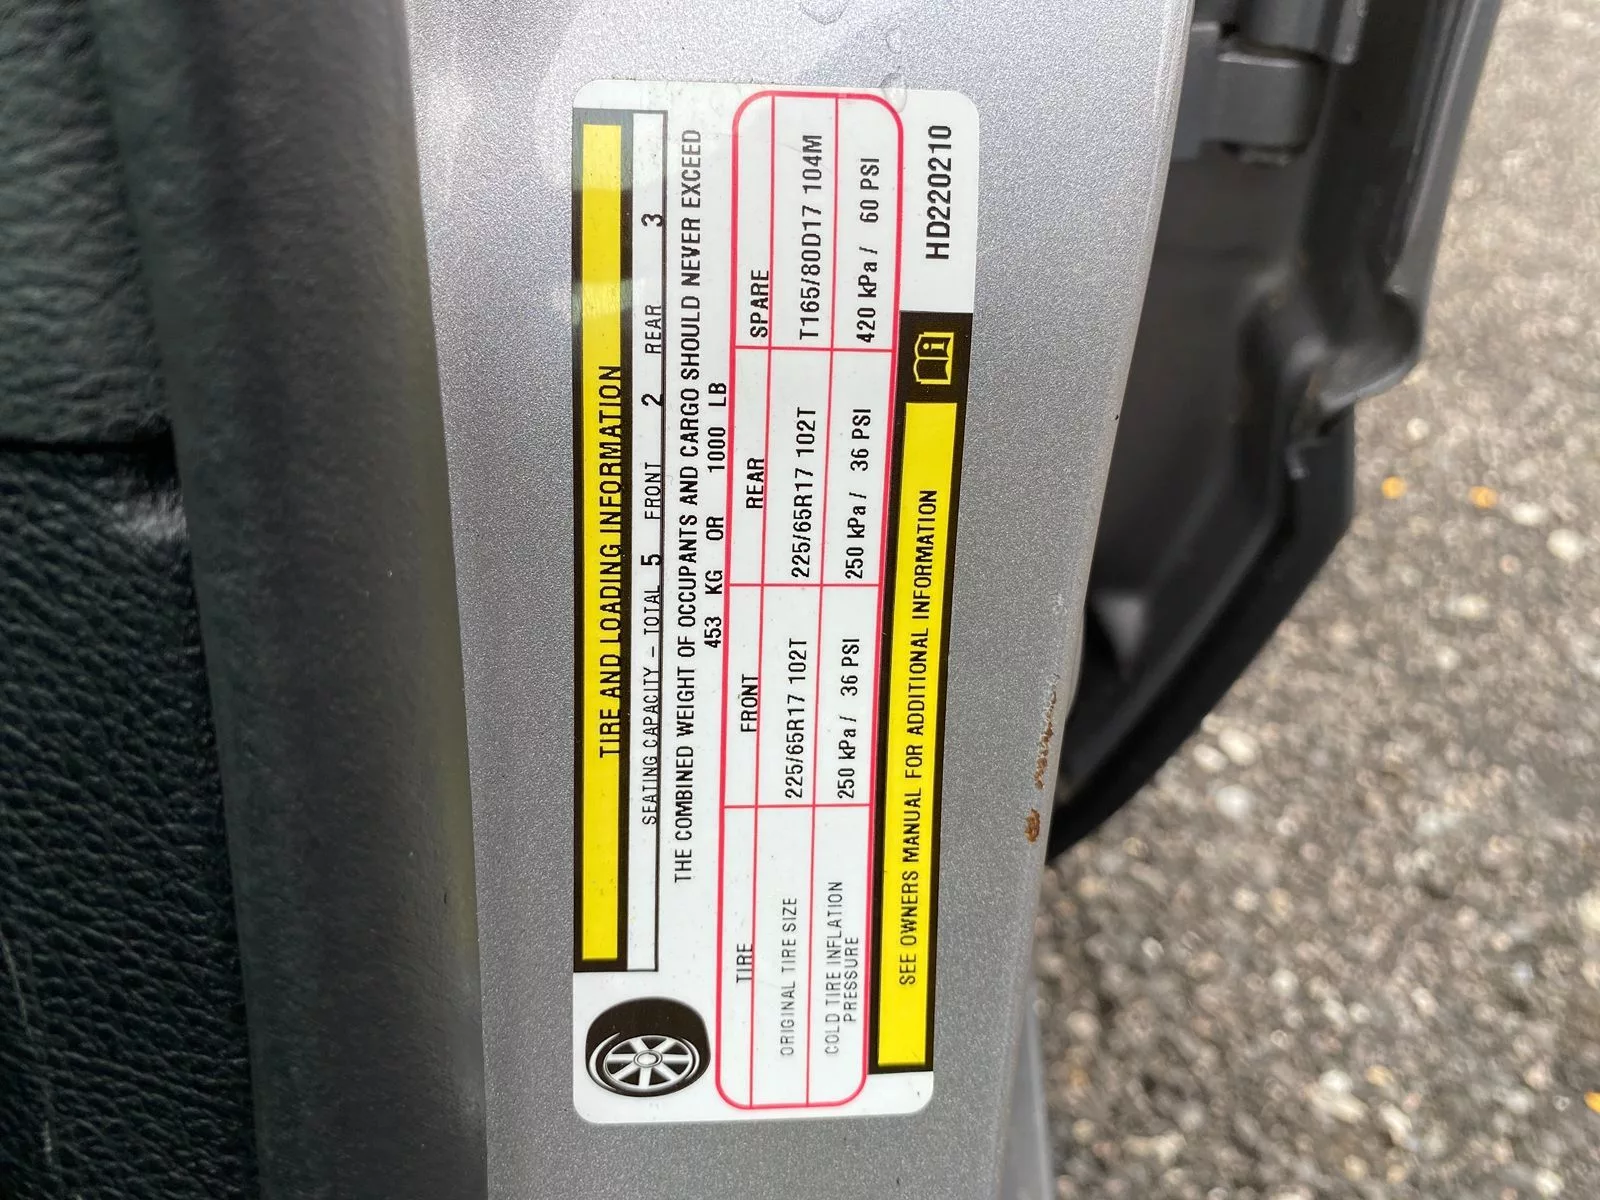 TIRE AND LOADING INFORMATION
SEATING CAPACITY - TOTAL 5 FRONT 2 REAR 3
THE COMBINED WEIGHT OF OCCUPANTS AND CARGO SHOULD NEVER EXCEED
453 KG OR 1000 LB
TIRE FRONT REAR SPARE
ORIGINAL TIRE SIZE 225/65R17 102T 225/65R17 102T T165/80D17 104M
COLD TIRE INFLATION
PRESSURE 250 kPa / 36 PSI 250 kPa / 36 PSI 420 kPa / 60 PSI
SEE OWNERS MANUAL FOR ADDITIONAL INFORMATION
HD220210